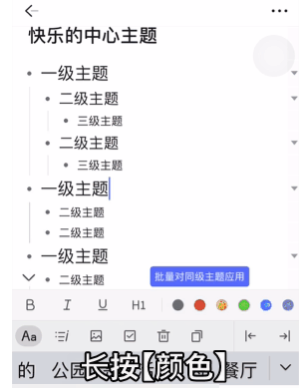 快乐的中心主题
一级主题
二级主题
三级主题
二级主题
三级主题
一级主题
二级主题
二级主题
一级主题
二级主题
批量对同级主题应用
B I U H1
Aa
的 公园 餐厅
长按【颜色】